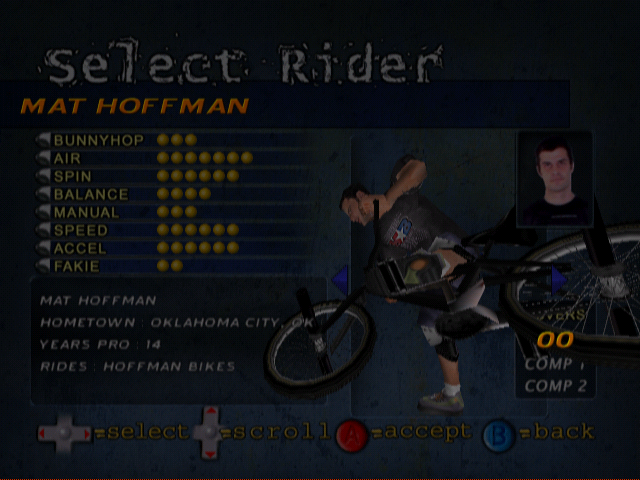 Select Rider
MAT HOFFMAN
BUNNYHOP
AIR
SPIN
BALANCE
MANUAL
SPEED
ACCEL
FAKIE
MAT HOFFMAN
HOMETOWN : OKLAHOMA CITY, OK
YEARS PRO : 14
RIDES : HOFFMAN BIKES
00
COMP 1
COMP 2
=select =scroll A =accept B =back